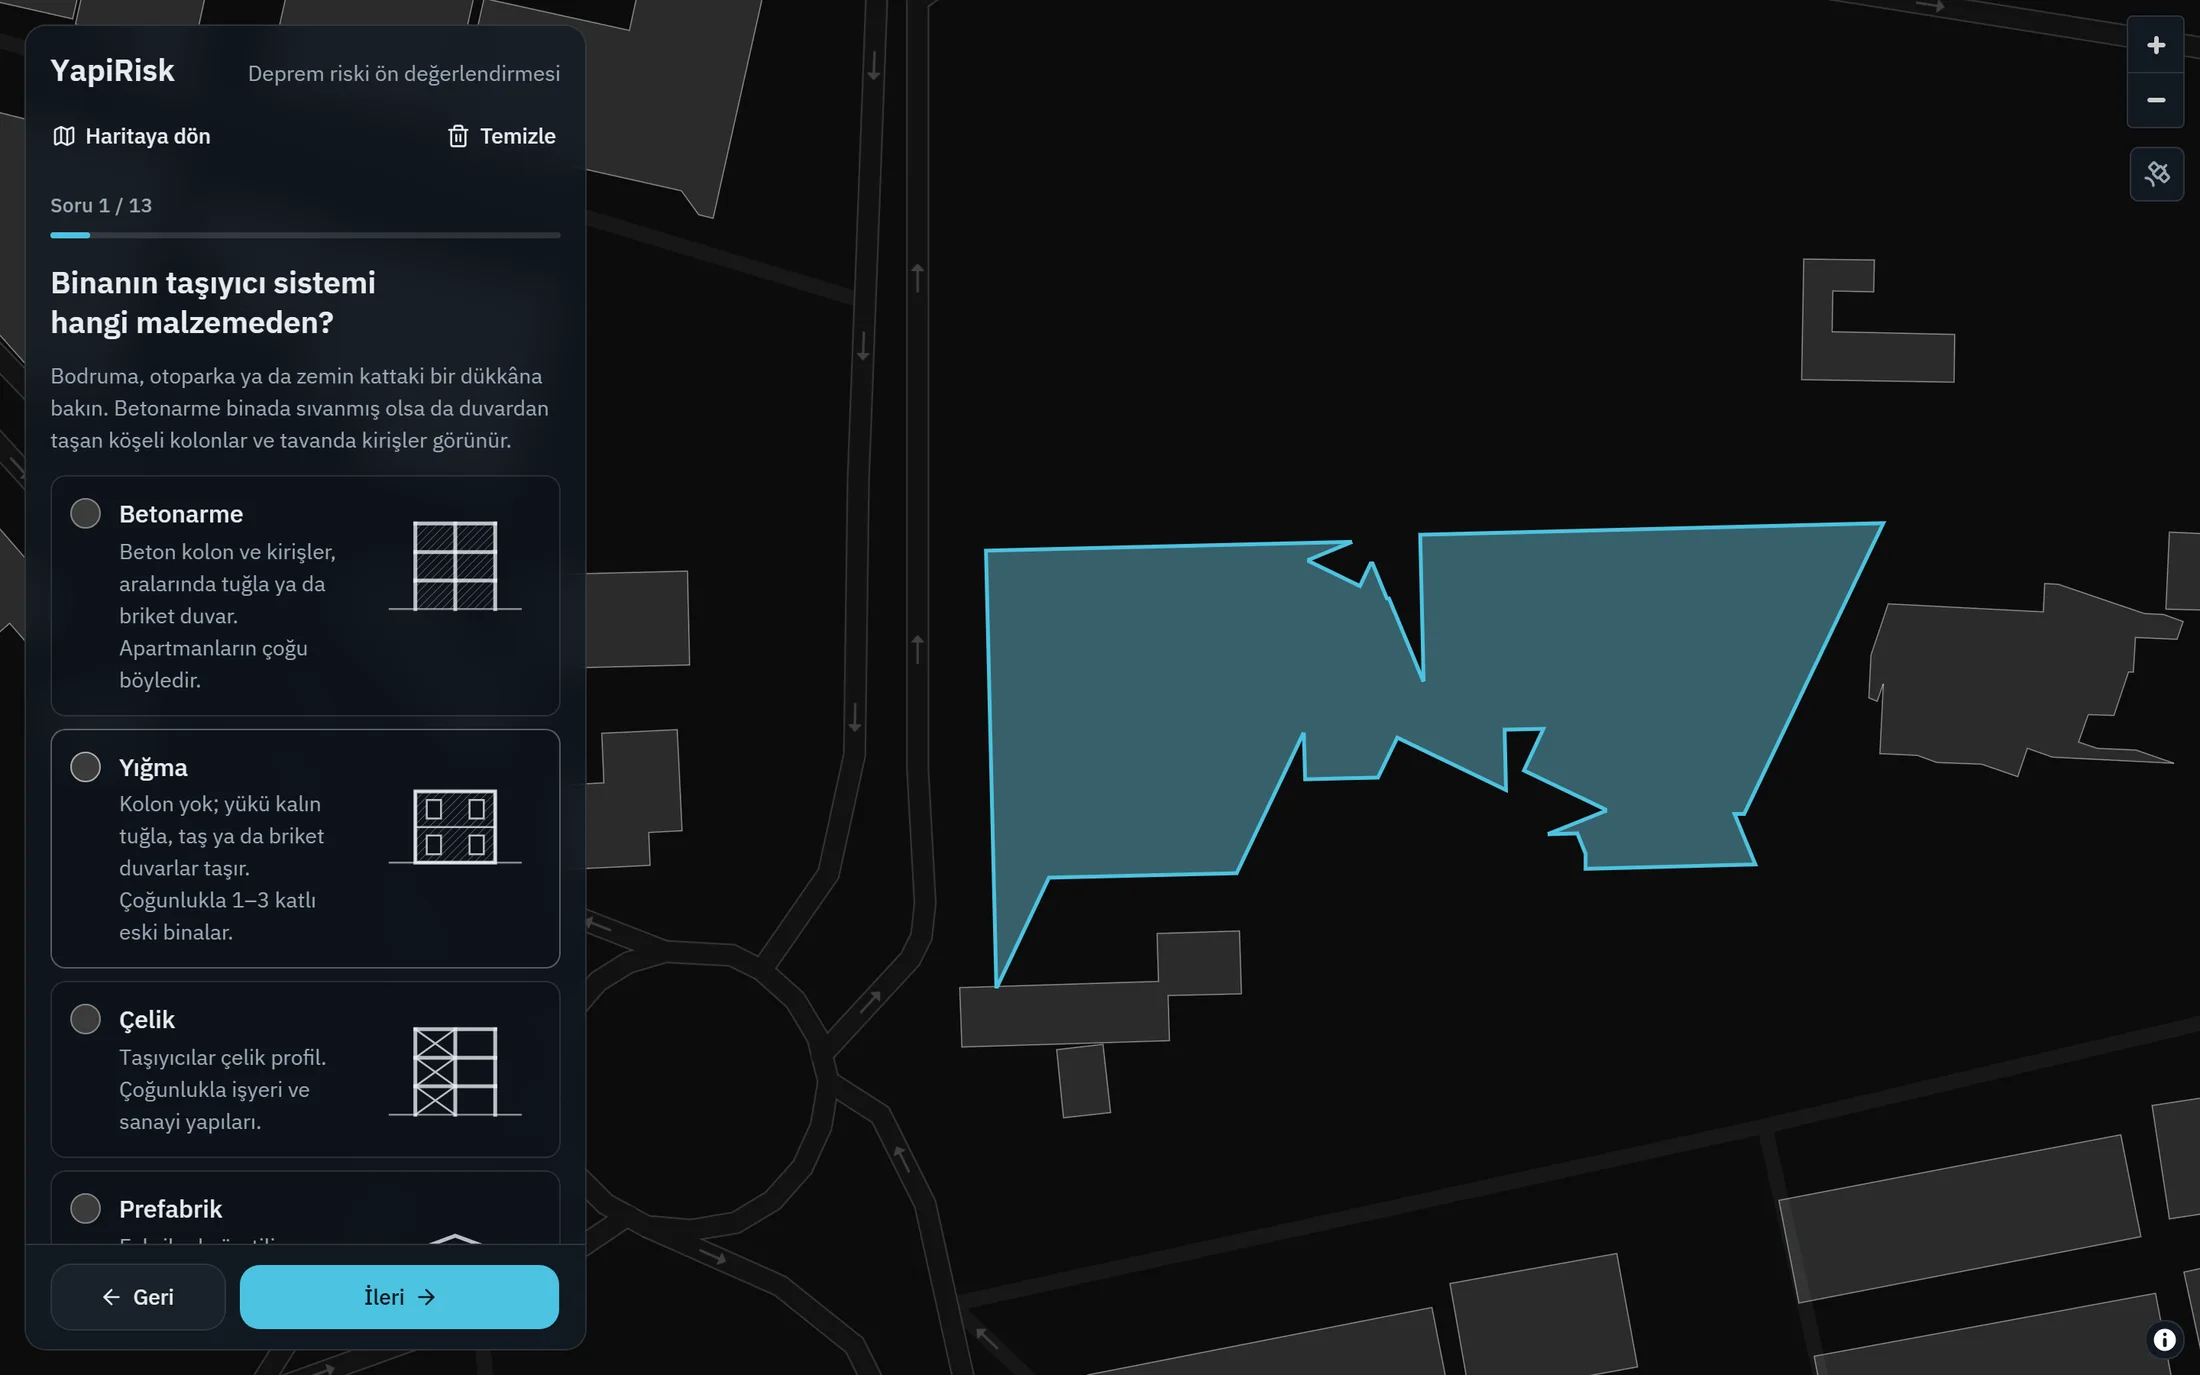 YapiRisk
Deprem riski ön değerlendirmesi
Haritaya dön
Temizle
Soru 1 / 13
Binanın taşıyıcı sistemi
hangi malzemeden?
Bodruma, otoparka ya da zemin kattaki bir dükkâna
bakın. Betonarme binada sıvanmış olsa da duvardan
taşan köşeli kolonlar ve tavanda kirişler görünür.
Betonarme
Beton kolon ve kirişler,
aralarında tuğla ya da
briket duvar.
Apartmanların çoğu
böyledir.
Yığma
Kolon yok; yükü kalın
tuğla, taş ya da briket
duvarlar taşır.
Çoğunlukla 1–3 katlı
eski binalar.
Çelik
Taşıyıcılar çelik profil.
Çoğunlukla işyeri ve
sanayi yapıları.
Prefabrik
Geri
İleri